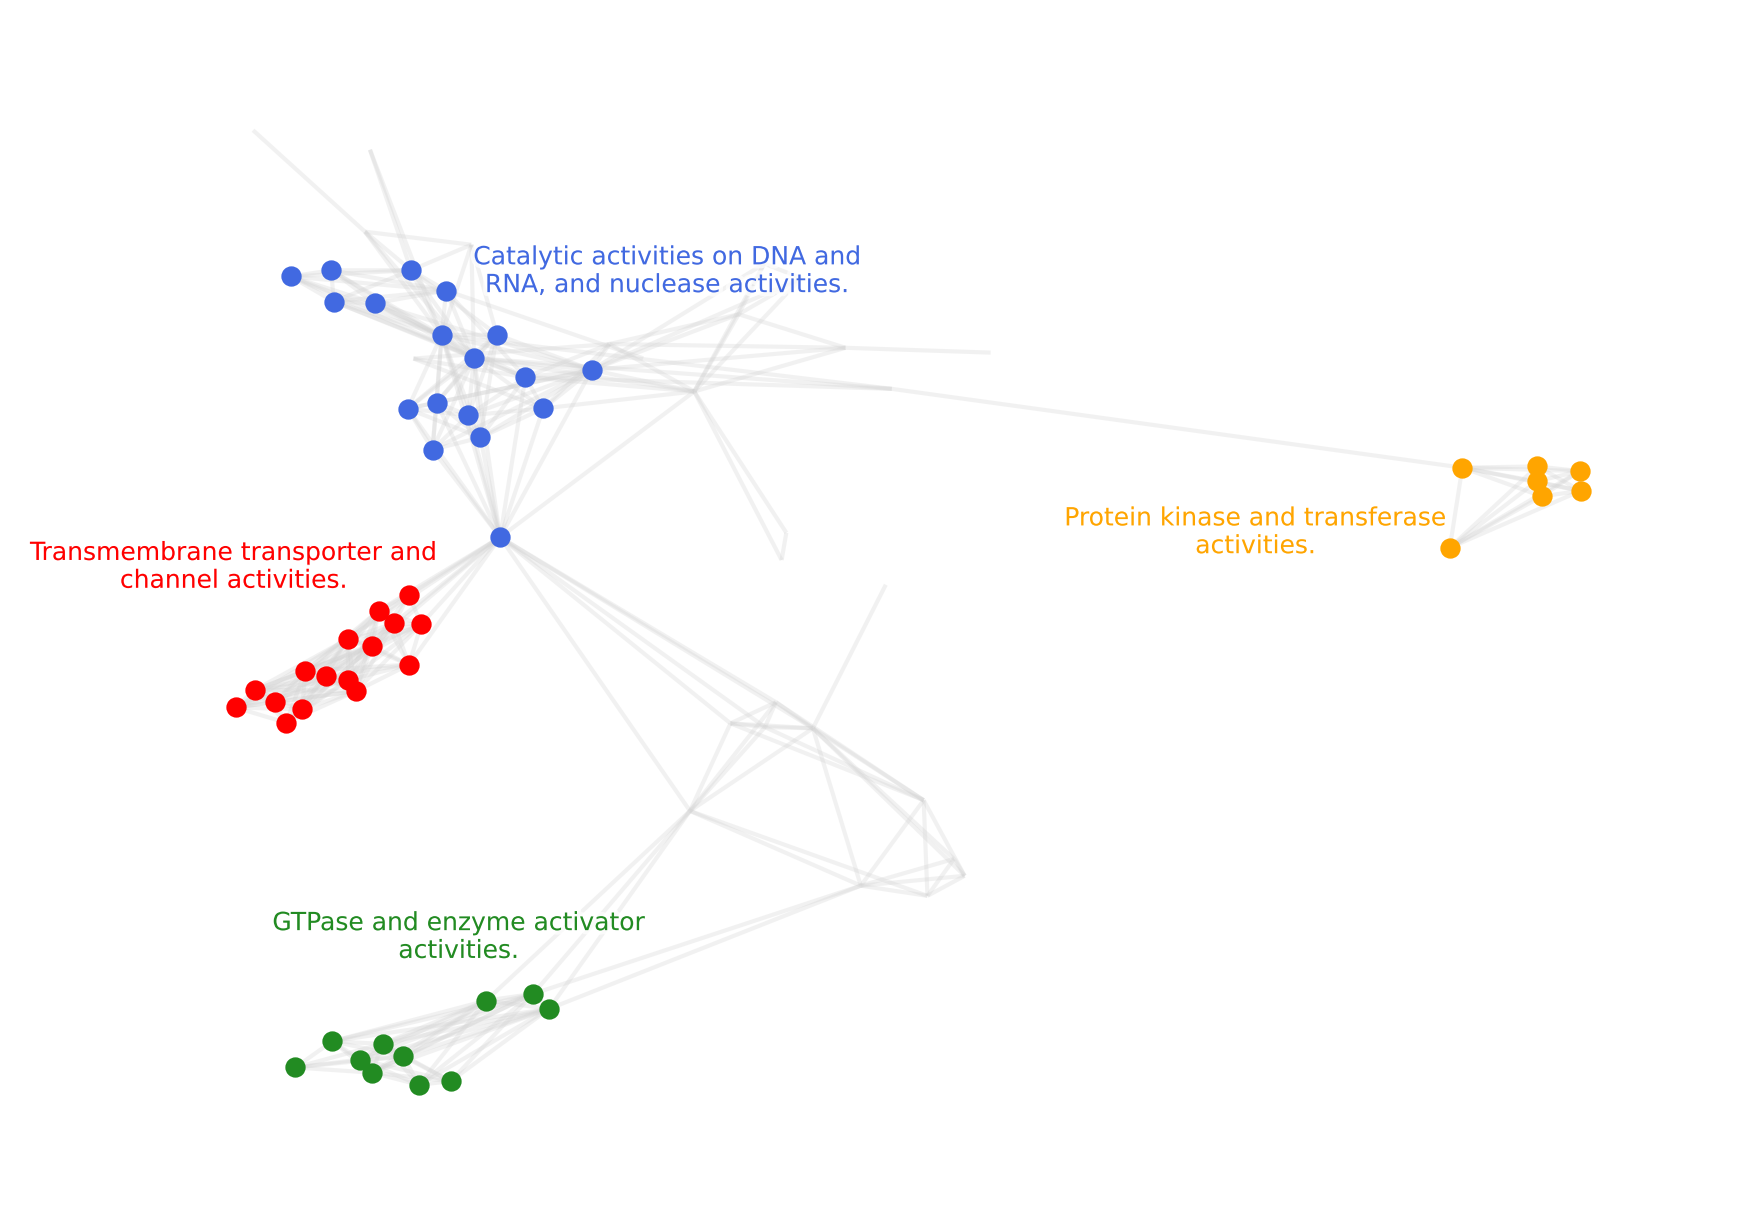 Catalytic activities on DNA and
RNA, and nuclease activities.
Protein kinase and transferase
activities.
Transmembrane transporter and
channel activities.
GTPase and enzyme activator
activities.